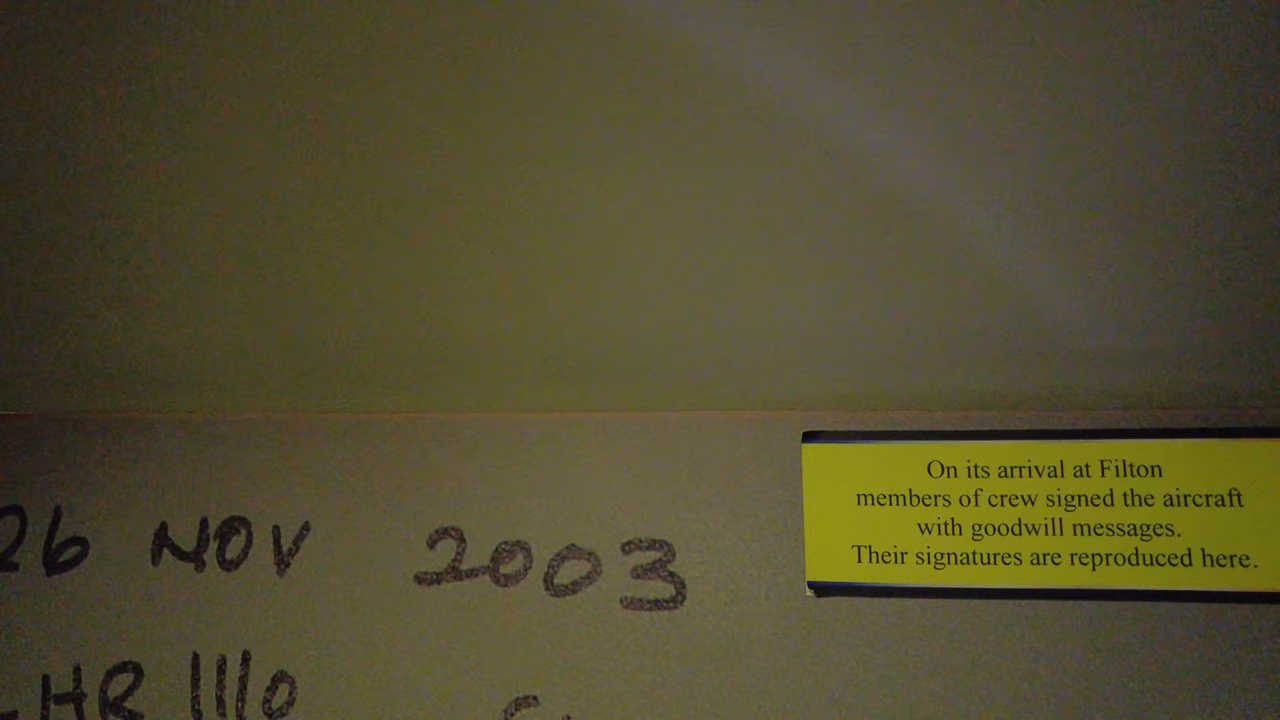 On its arrival at Filton
members of crew signed the aircraft
with goodwill messages.
Their signatures are reproduced here.
26 NOV 2003
HR 1110